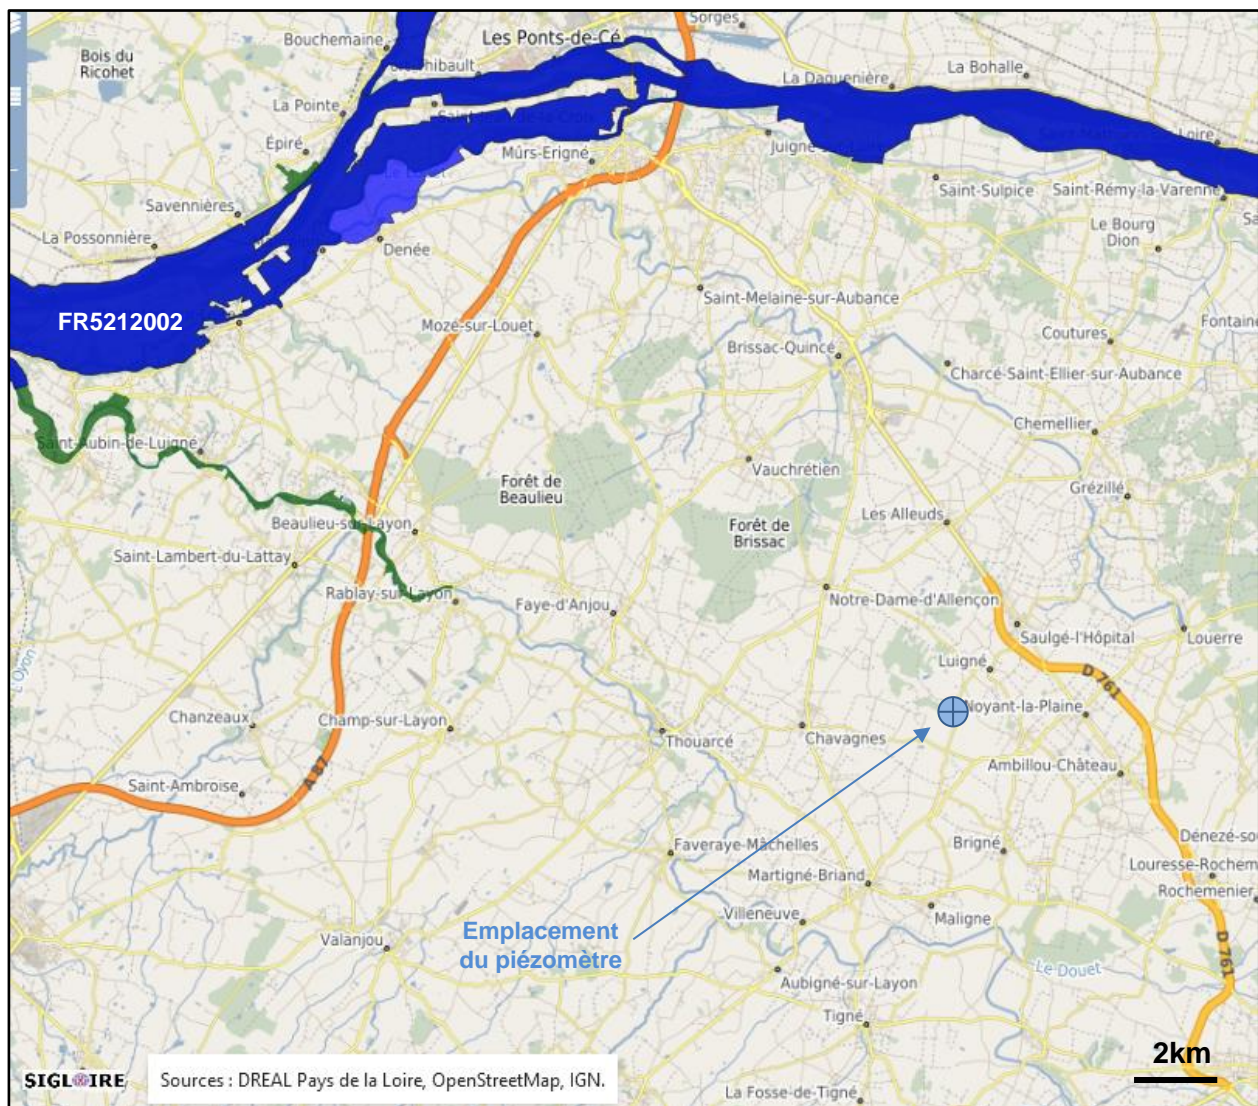 Sorges
Les Ponts-de-Cé
Bouchemaine
Bois du
Ricohet
La Bohalle
La Daguenière
La Pointe
Épiré
Mûrs-Erigné
Saint-Sulpice
Saint-Rémy-la-Varenne
Savennières
Le Bourg
Dion
La Possonnière
Denée
Saint-Melaine-sur-Aubance
FR5212002
Mozé-sur-Louet
Coutures
Fontaine
Brissac-Quincé
Charcé-Saint-Ellier-sur-Aubance
Chemellier
Saint-Aubin-de-Luigné
Vauchrétien
Forêt de
Beaulieu
Grézillé
Les Alleuds
Beaulieu-sur-Layon
Forêt de
Brissac
Saint-Lambert-du-Lattay
Rablay-sur-Layon
Faye-d'Anjou
Notre-Dame-d'Allençon
Saulgé-l'Hôpital
Louerre
L'Oyon
Luigné
D 761
Noyant-la-Plaine
Chanzeaux
Champ-sur-Layon
Thouarcé
Chavagnes
Ambillou-Château
A 87
Saint-Ambroise
Faveraye-Mâchelles
Brigné
Dénezé-sou
Louresse-Rochem
Rochemenier
Martigné-Briand
Villeneuve
Maligne
Valanjou
Emplacement
du piézomètre
D 761
Le Douet
Aubigné-sur-Layon
Tigné
2km
SIGLOIRE
Sources : DREAL Pays de la Loire, OpenStreetMap, IGN.
La Fosse-de-Tigné